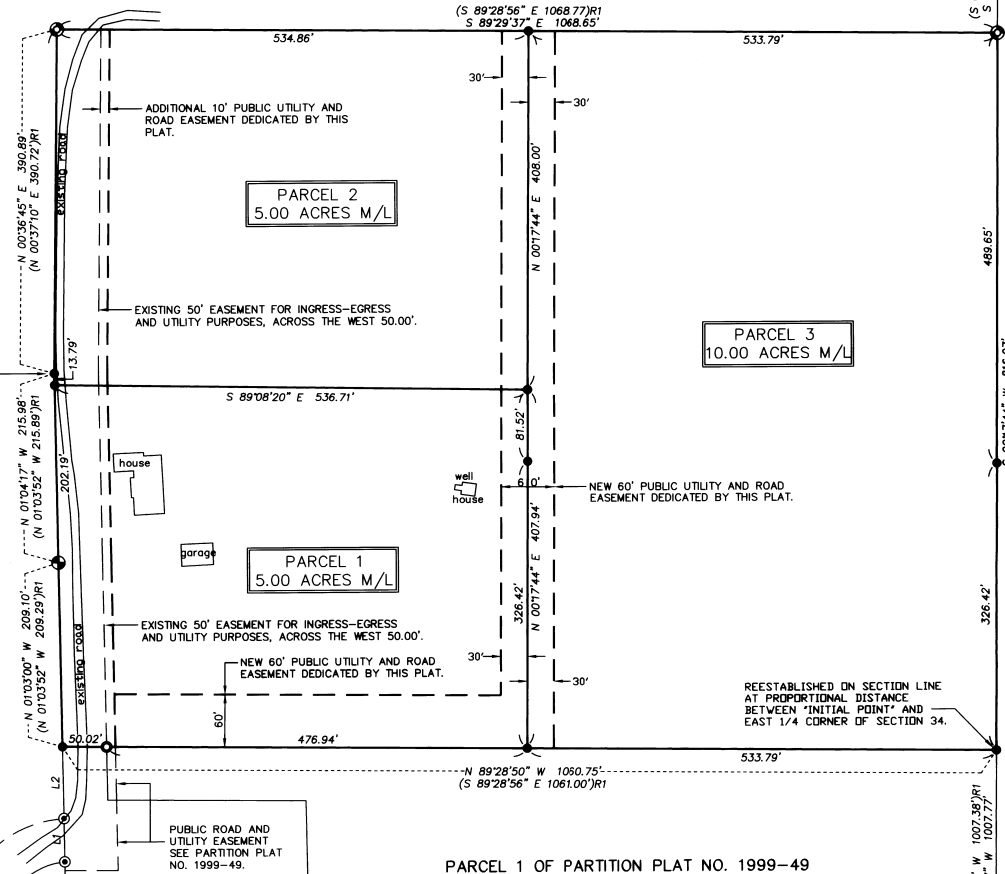 (S 89°28'56" E 1068.77)R1
S 89°29'37" E 1068.65'
534.86'
533.79'
30'
30'
ADDITIONAL 10' PUBLIC UTILITY AND
ROAD EASEMENT DEDICATED BY THIS
PLAT.
existing road
N 00°36'45" E 390.89'
(N 00°37'10" E 390.72')R1
N 00°17'44" E 408.00'
PARCEL 2
5.00 ACRES M/L
489.65'
EXISTING 50' EASEMENT FOR INGRESS-EGRESS
AND UTILITY PURPOSES, ACROSS THE WEST 50.00'.
PARCEL 3
10.00 ACRES M/L
13.79'
S 89°08'20" E 536.71'
N 01°04'17" W 215.98'
(N 01°03'52" W 215.89')R1
202.19'
81.52'
house
well
house
60'
NEW 60' PUBLIC UTILITY AND ROAD
EASEMENT DEDICATED BY THIS PLAT.
garage
PARCEL 1
5.00 ACRES M/L
N 00°17'44" E 407.94'
326.42'
326.42'
N 01°03'00" W 209.10'
(N 01°03'52" W 209.29')R1
existing road
EXISTING 50' EASEMENT FOR INGRESS-EGRESS
AND UTILITY PURPOSES, ACROSS THE WEST 50.00'.
30'
NEW 60' PUBLIC UTILITY AND ROAD
EASEMENT DEDICATED BY THIS PLAT.
30'
60'
REESTABLISHED ON SECTION LINE
AT PROPORTIONAL DISTANCE
BETWEEN "INITIAL POINT" AND
EAST 1/4 CORNER OF SECTION 34.
50.02'
476.94'
533.79'
N 89°28'50" W 1060.75'
(S 89°28'56" E 1061.00')R1
L2
L1
W 1007.38')R1
W 1007.77'
PUBLIC ROAD AND
UTILITY EASEMENT
SEE PARTITION PLAT
NO. 1999-49.
PARCEL 1 OF PARTITION PLAT NO. 1999-49